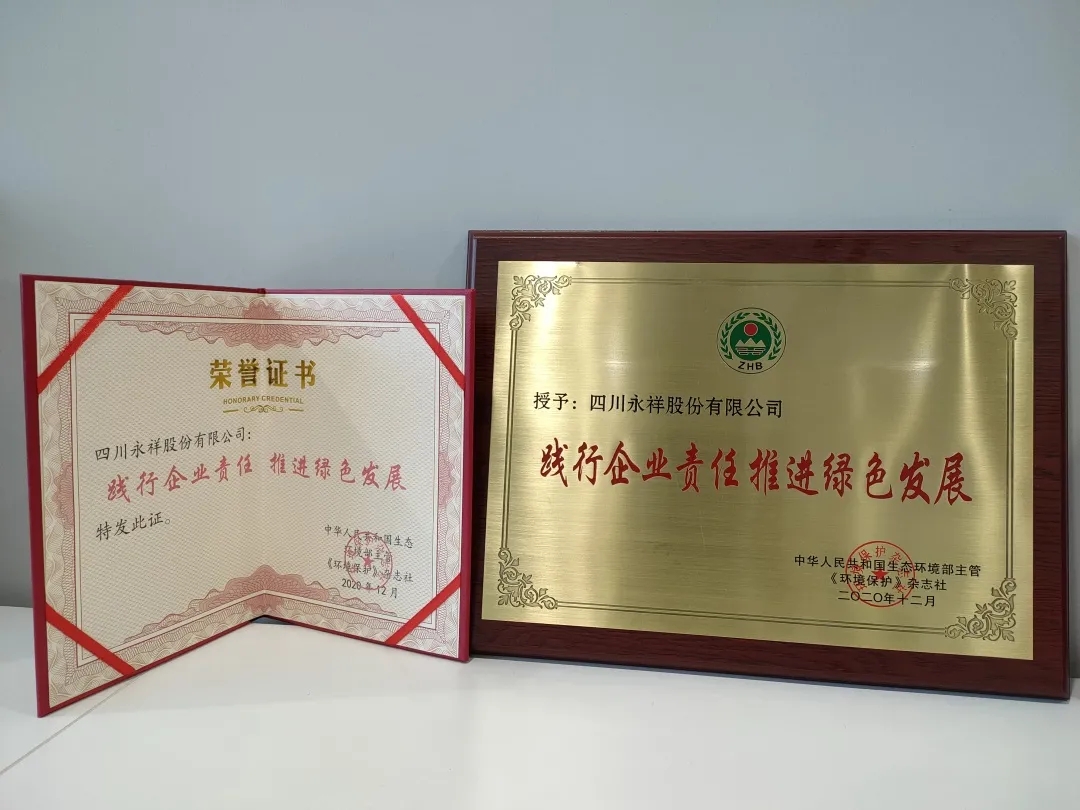 荣誉证书
HONORARY CREDENTIAL
四川永祥股份有限公司：
践行企业责任 推进绿色发展
特发此证。
中华人民共和国生态
环境部主管
《环境保护》杂志社
2020年12月
ZHB
授予：四川永祥股份有限公司
践行企业责任推进绿色发展
中华人民共和国生态环境部主管
《环境保护》杂志社
二〇二〇年十二月